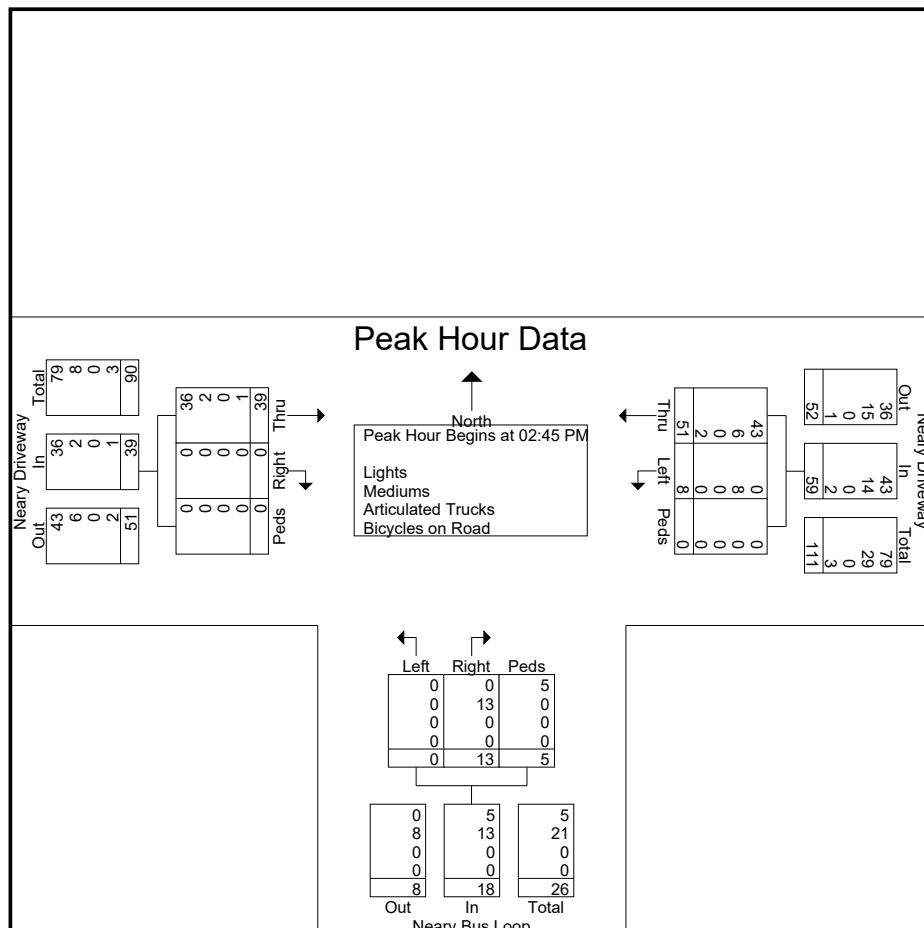 Peak Hour Data
North
Peak Hour Begins at 02:45 PM
Lights
Mediums
Articulated Trucks
Bicycles on Road
Neary Driveway
Out In Total
43 36 79
6 2 8
0 0 0
2 1 3
51 39 90
Peds Right Thru
0 0 36
0 0 2
0 0 0
0 0 1
0 0 39
Neary Driveway
Out In Total
36 43 79
15 14 29
0 0 0
1 2 3
52 59 111
Thru Left Peds
43 0 0
6 8 0
0 0 0
2 0 0
51 8 0
Left Right Peds
0 0 5
0 13 0
0 0 0
0 0 0
0 13 5
0 5 5
8 13 21
0 0 0
0 0 0
8 18 26
Out In Total
Neary Bus Loop